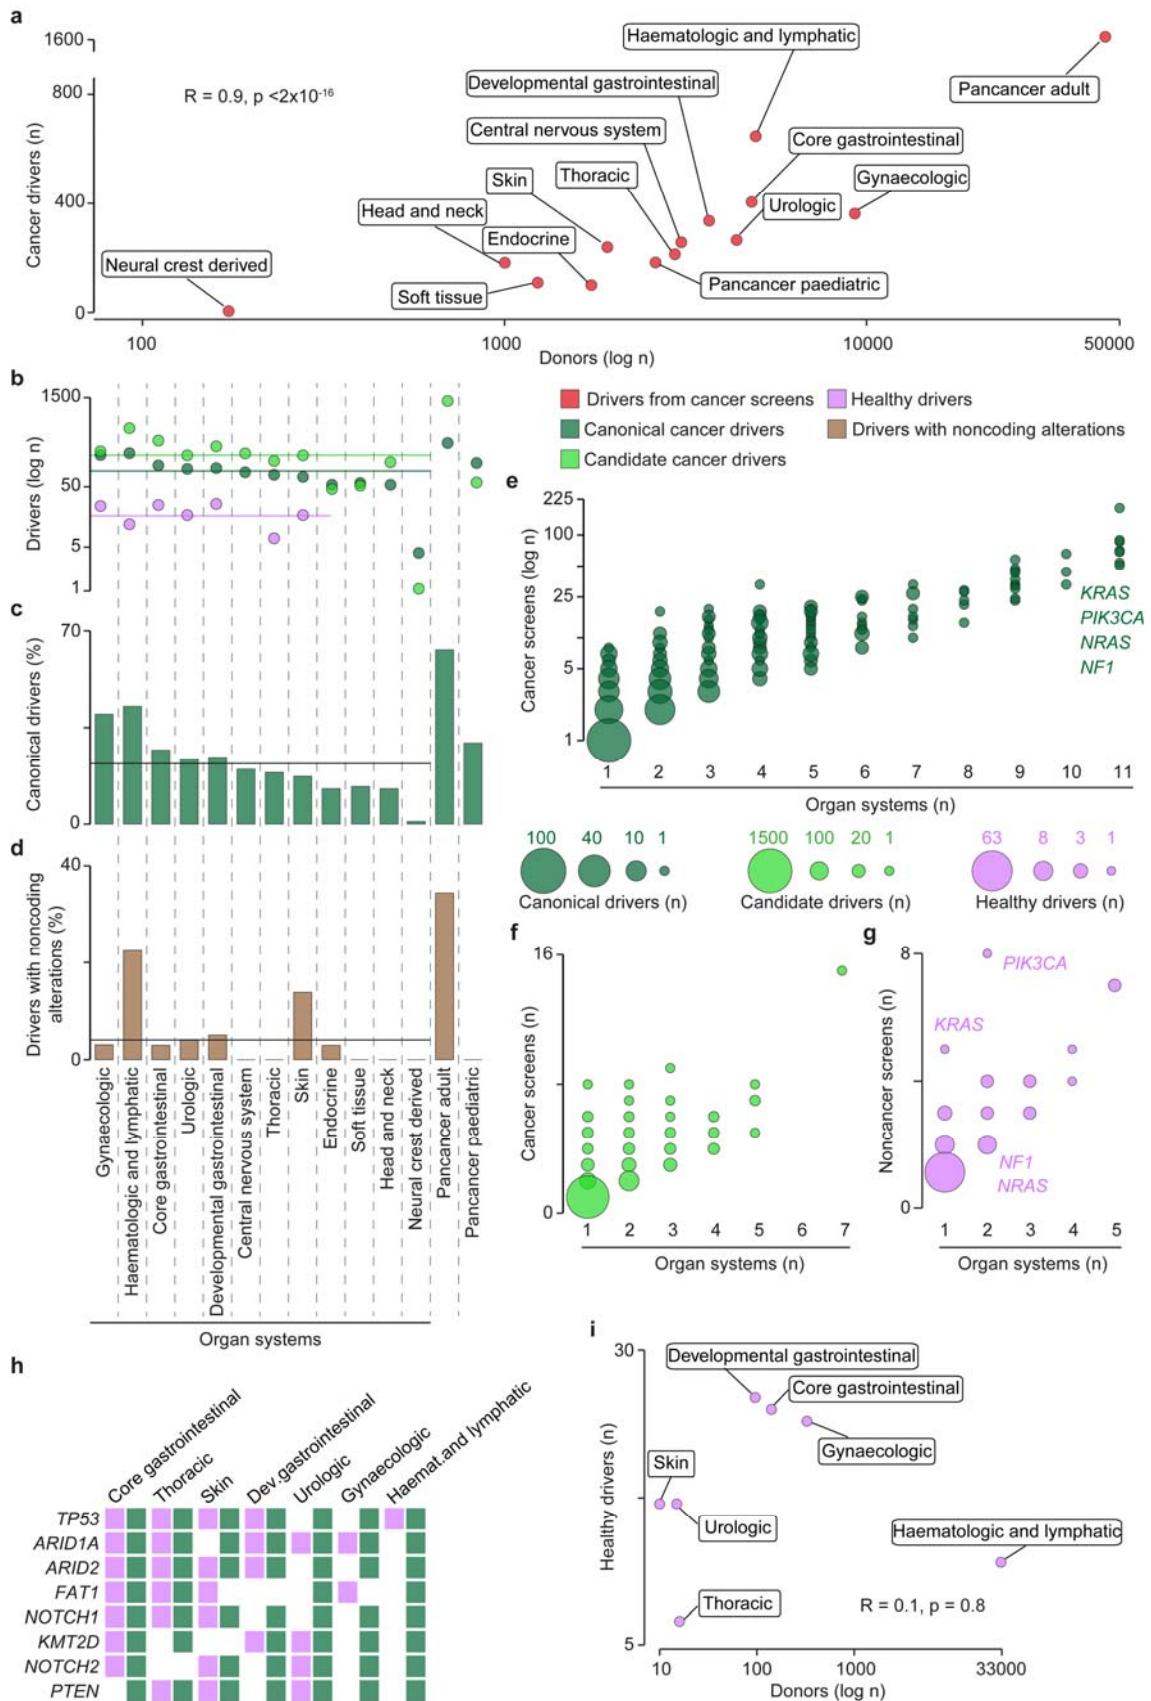 a
1600
800
400
0
Cancer drivers (n)
R = 0.9, p <2x10-16
Haematologic and lymphatic
Developmental gastrointestinal
Pancancer adult
Central nervous system
Core gastrointestinal
Skin
Thoracic
Gynaecologic
Urologic
Head and neck
Endocrine
Neural crest derived
Soft tissue
Pancancer paediatric
100
1000
10000
50000
Donors (log n)
b
1500
50
5
1
Drivers (log n)
Drivers from cancer screens
Healthy drivers
Canonical cancer drivers
Drivers with noncoding alterations
Candidate cancer drivers
c
70
0
Canonical drivers (%)
d
40
0
Drivers with noncoding
alterations (%)
Gynaecologic
Haematologic and lymphatic
Core gastrointestinal
Urologic
Developmental gastrointestinal
Central nervous system
Thoracic
Skin
Endocrine
Soft tissue
Head and neck
Neural crest derived
Pancancer adult
Pancancer paediatric
Organ systems
e
225
100
25
5
1
Cancer screens (log n)
KRAS
PIK3CA
NRAS
NF1
1 2 3 4 5 6 7 8 9 10 11
Organ systems (n)
100 40 10 1
Canonical drivers (n)
1500 100 20 1
Candidate drivers (n)
63 8 3 1
Healthy drivers (n)
f
16
0
Cancer screens (n)
1 2 3 4 5 6 7
Organ systems (n)
g
8
0
Noncancer screens (n)
PIK3CA
KRAS
NF1
NRAS
1 2 3 4 5
Organ systems (n)
h
Core gastrointestinal
Thoracic
Skin
Dev.gastrointestinal
Urologic
Gynaecologic
Haemat.and lymphatic
TP53
ARID1A
ARID2
FAT1
NOTCH1
KMT2D
NOTCH2
PTEN
i
30
5
Healthy drivers (n)
Developmental gastrointestinal
Core gastrointestinal
Gynaecologic
Skin
Urologic
Haematologic and lymphatic
Thoracic
R = 0.1, p = 0.8
10
100
1000
33000
Donors (log n)